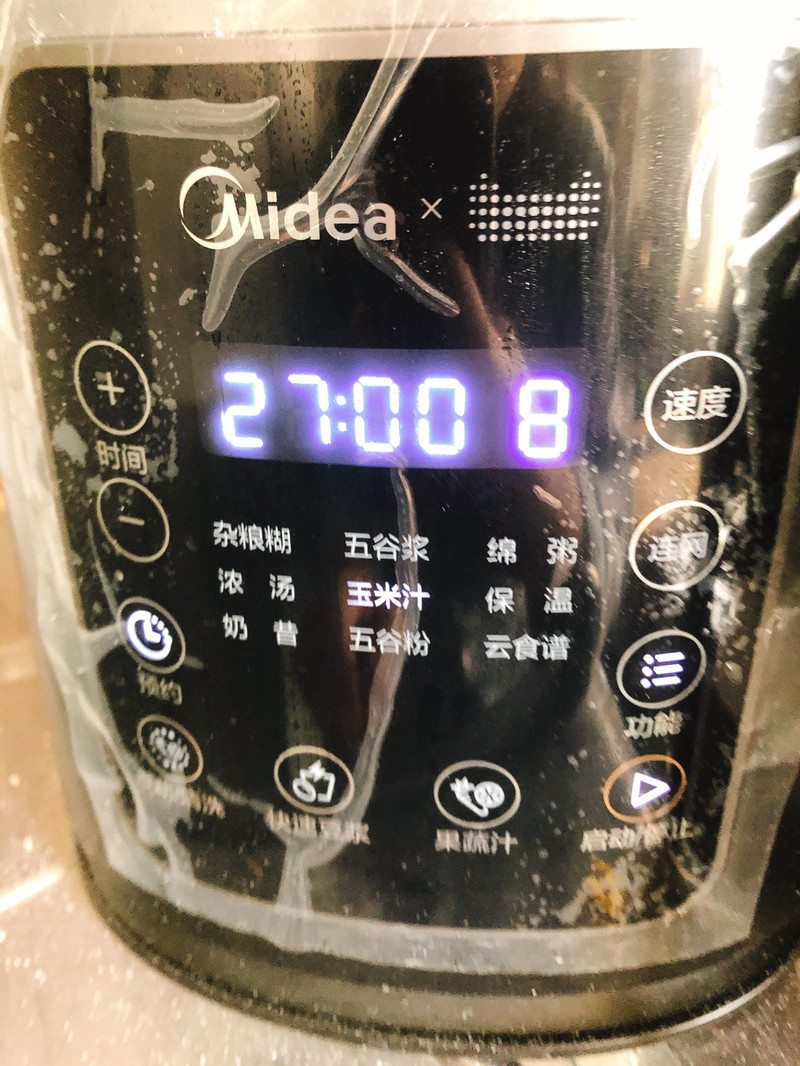 Midea ×
27:00 8
+
时间
−
速度
连网
杂粮糊 五谷浆 绵粥
浓汤 玉米汁 保温
奶昔 五谷粉 云食谱
预约
功能
快速豆浆
果蔬汁
启动/停止